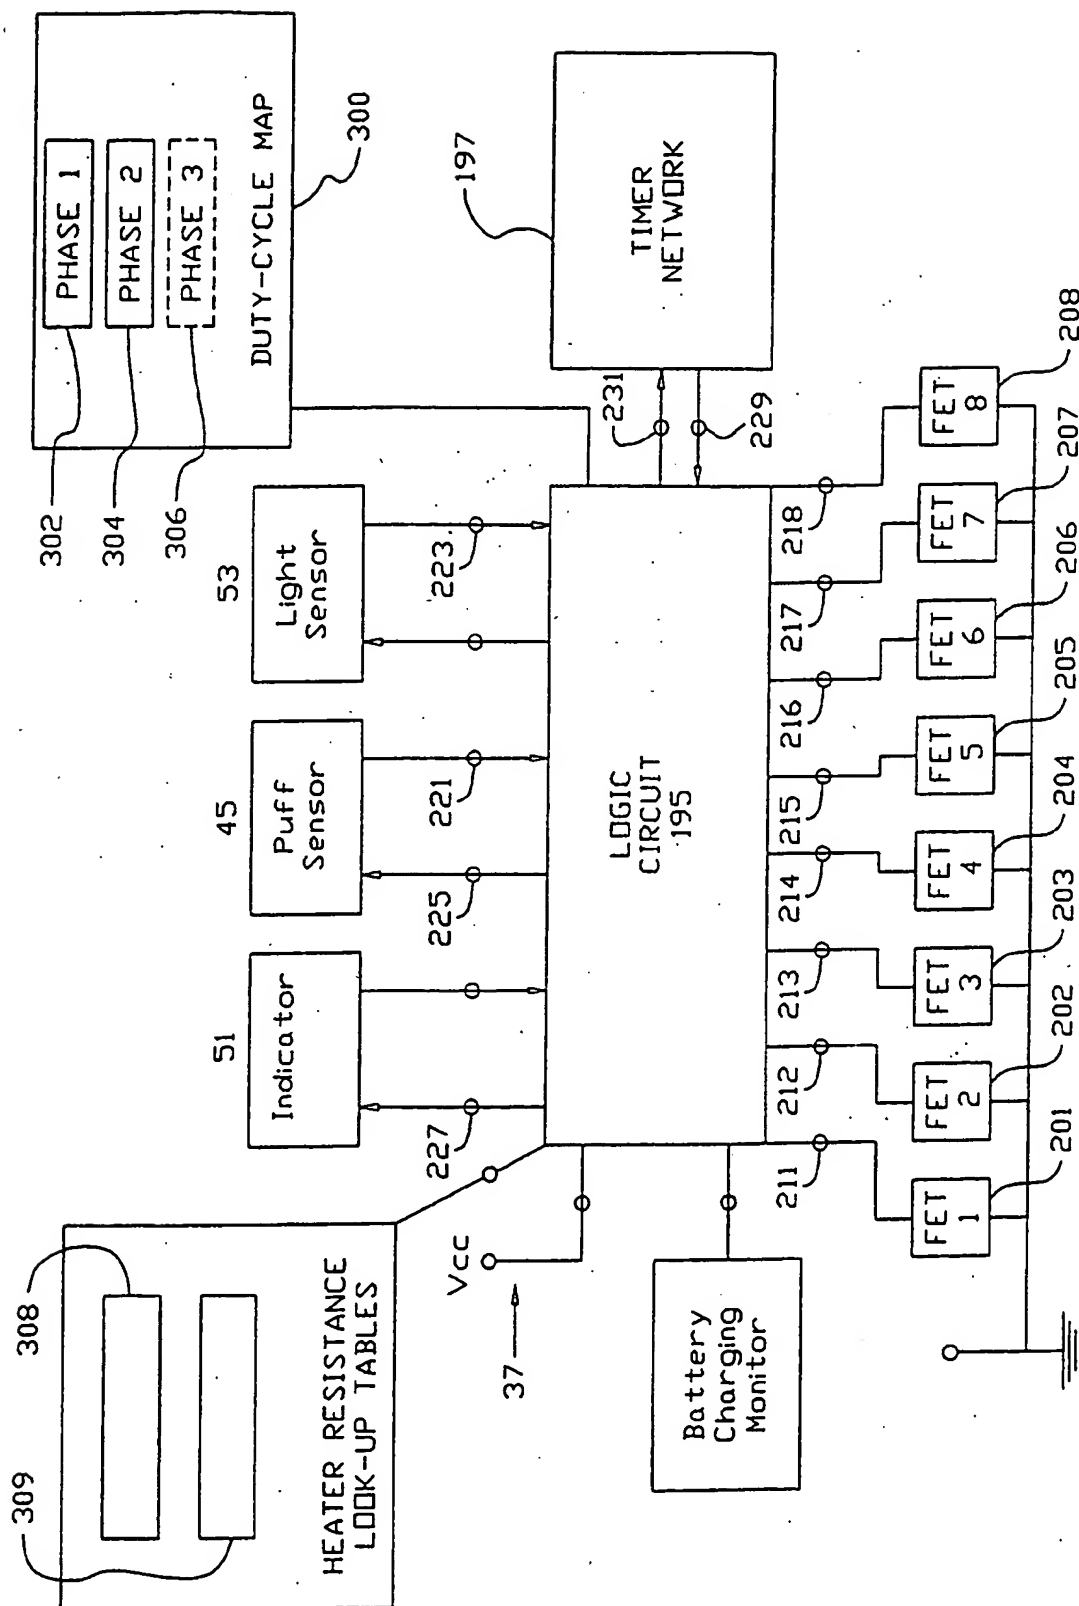 309
308
HEATER RESISTANCE
LOOK-UP TABLES
51
Indicator
45
Puff
Sensor
53
Light
Sensor
302
304
306
PHASE 1
PHASE 2
PHASE 3
DUTY-CYCLE MAP
300
227
225
221
223
Vcc
37
LOGIC
CIRCUIT
195
231
229
197
TIMER
NETWORK
Battery
Charging
Monitor
211
212
213
214
215
216
217
218
FET
1
FET
2
FET
3
FET
4
FET
5
FET
6
FET
7
FET
8
201
202
203
204
205
206
207
208